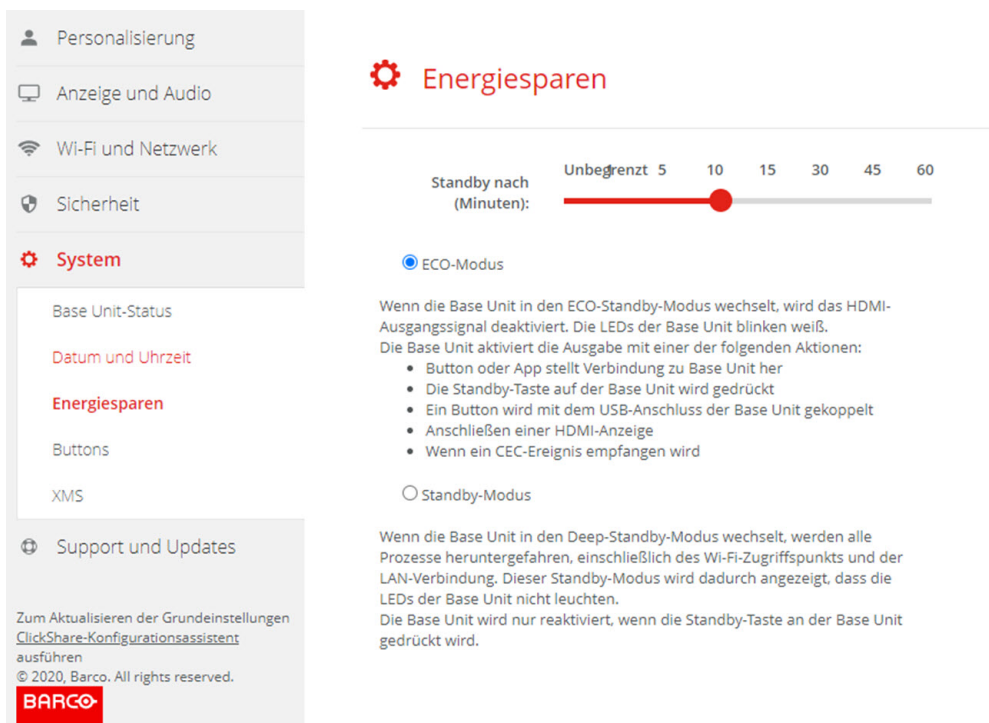 Personalisierung
Anzeige und Audio
Wi-Fi und Netzwerk
Sicherheit
System
Base Unit-Status
Datum und Uhrzeit
Energiesparen
Buttons
XMS
Support und Updates
Zum Aktualisieren der Grundeinstellungen
ClickShare-Konfigurationsassistent
ausführen
© 2020, Barco. All rights reserved.
BARCO
Energiesparen
Unbegrenzt 5 10 15 30 45 60
Standby nach
(Minuten):
ECO-Modus
Wenn die Base Unit in den ECO-Standby-Modus wechselt, wird das HDMI-
Ausgangssignal deaktiviert. Die LEDs der Base Unit blinken weiß.
Die Base Unit aktiviert die Ausgabe mit einer der folgenden Aktionen:
• Button oder App stellt Verbindung zu Base Unit her
• Die Standby-Taste auf der Base Unit wird gedrückt
• Ein Button wird mit dem USB-Anschluss der Base Unit gekoppelt
• Anschließen einer HDMI-Anzeige
• Wenn ein CEC-Ereignis empfangen wird
Standby-Modus
Wenn die Base Unit in den Deep-Standby-Modus wechselt, werden alle
Prozesse heruntergefahren, einschließlich des Wi-Fi-Zugriffspunkts und der
LAN-Verbindung. Dieser Standby-Modus wird dadurch angezeigt, dass die
LEDs der Base Unit nicht leuchten.
Die Base Unit wird nur reaktiviert, wenn die Standby-Taste an der Base Unit
gedrückt wird.